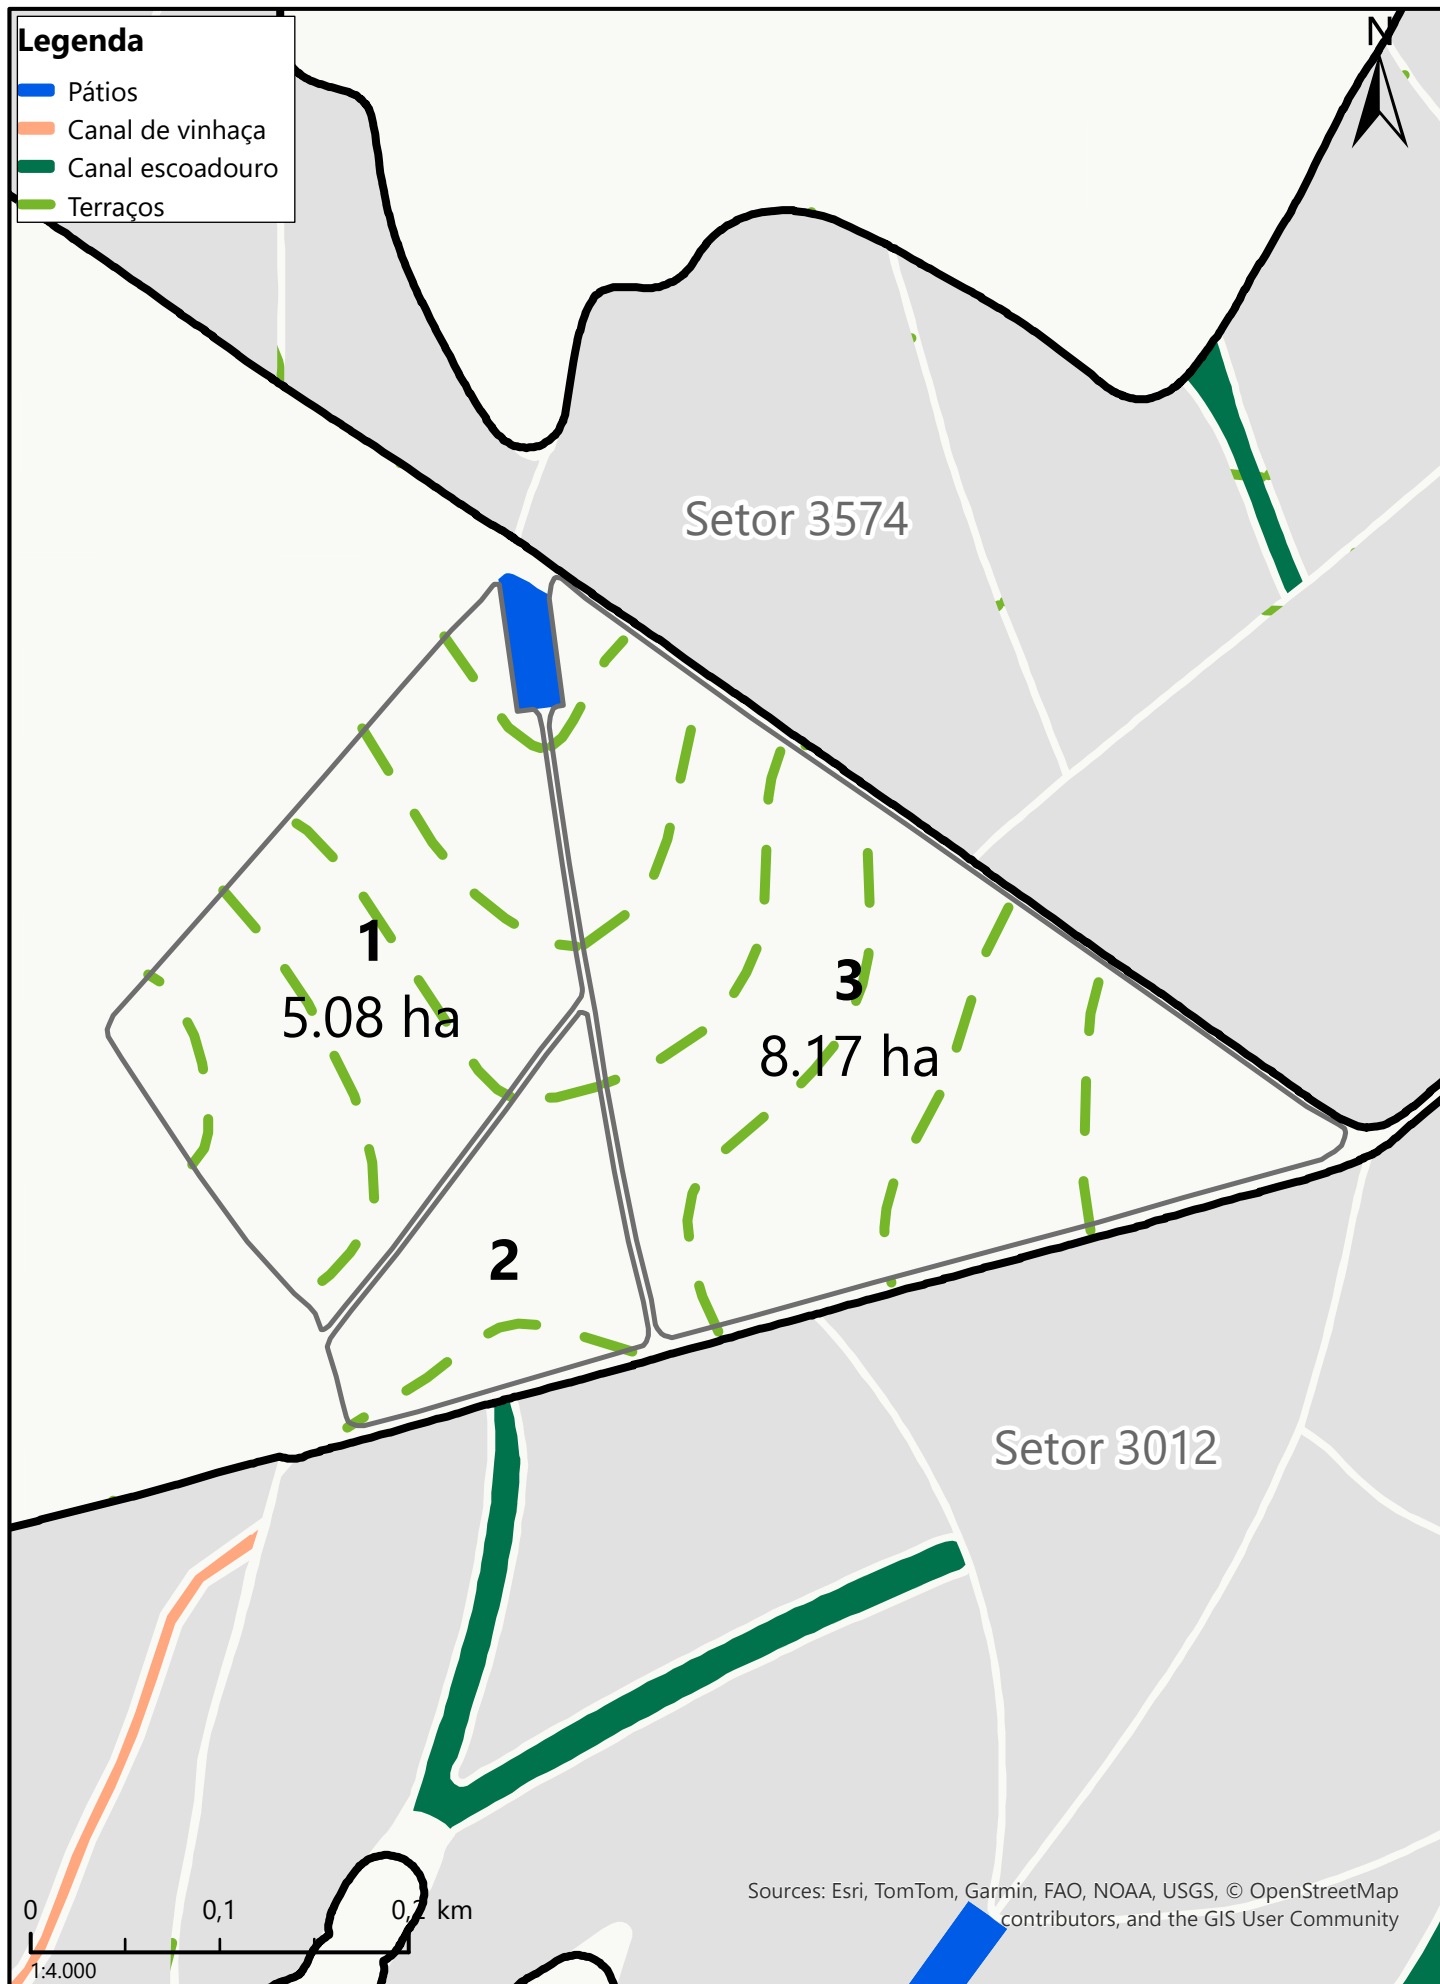 Legenda
Pátios
Canal de vinhaça
Canal escoadouro
Terraços
N
Setor 3574
1
5.08 ha
3
8.17 ha
2
Setor 3012
Sources: Esri, TomTom, Garmin, FAO, NOAA, USGS, © OpenStreetMap
contributors, and the GIS User Community
0 0,1 0,2 km
1:4.000